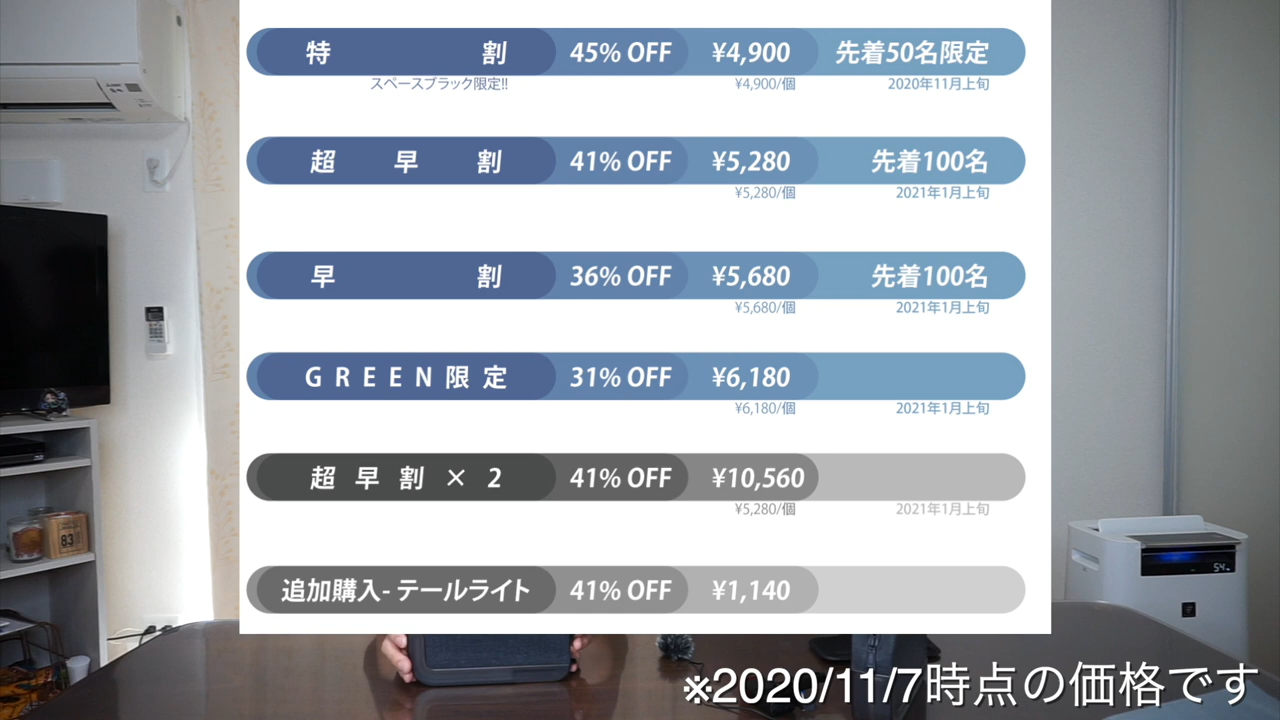 特割 45% OFF ¥4,900 先着50名限定
スペースブラック限定!! ¥4,900/個 2020年11月上旬
超早割 41% OFF ¥5,280 先着100名
¥5,280/個 2021年1月上旬
早割 36% OFF ¥5,680 先着100名
¥5,680/個 2021年1月上旬
GREEN限定 31% OFF ¥6,180
¥6,180/個 2021年1月上旬
超早割×2 41% OFF ¥10,560
¥5,280/個 2021年1月上旬
追加購入-テールライト 41% OFF ¥1,140
83
54%
※2020/11/7時点の価格です